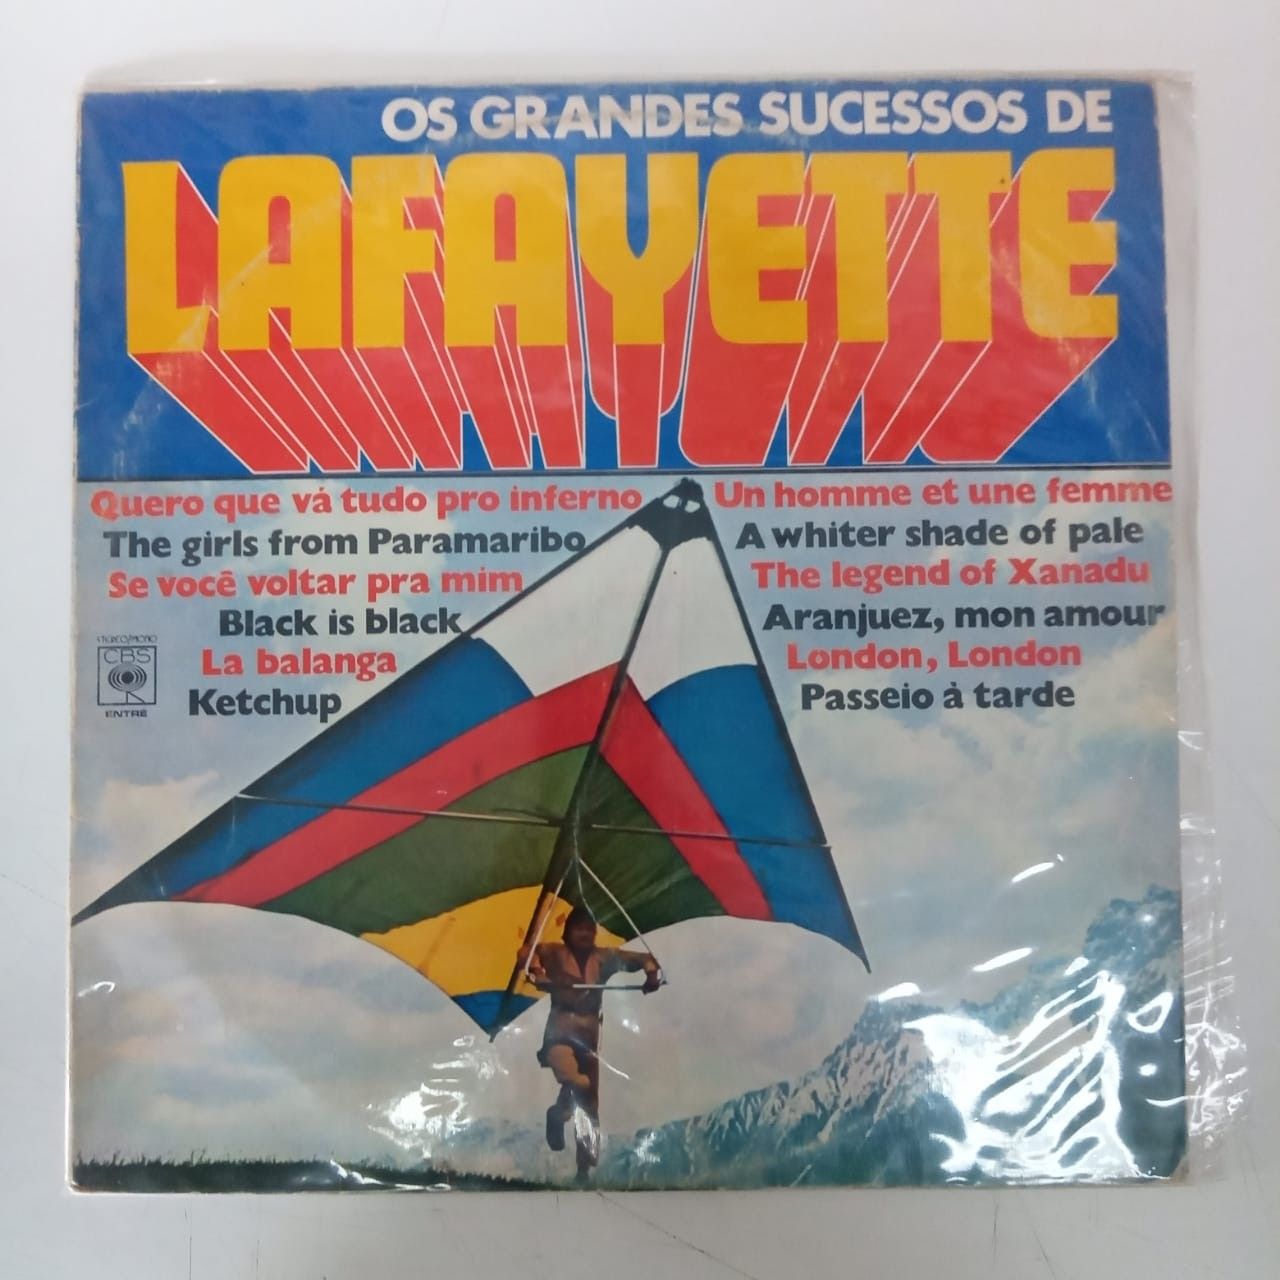 OS GRANDES SUCESSOS DE
LAFAYETTE
Quero que vá tudo pro inferno
The girls from Paramaribo
Se você voltar pra mim
Black is black
La balanga
Ketchup
Un homme et une femme
A whiter shade of pale
The legend of Xanadu
Aranjuez, mon amour
London, London
Passeio à tarde
STEREO/MONO
CBS
ENTRÉ